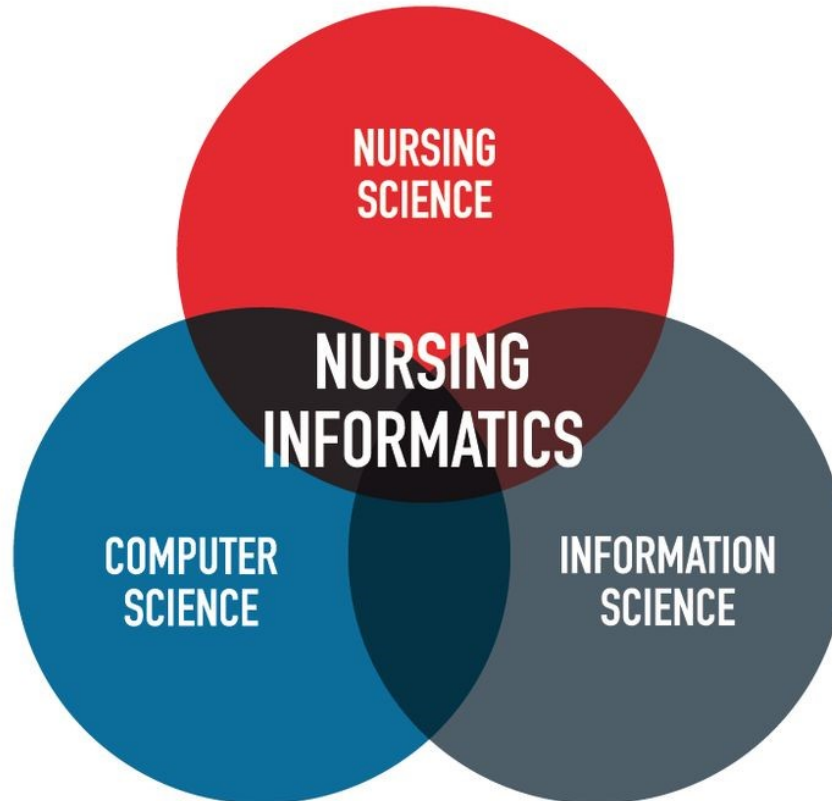 NURSING
SCIENCE
NURSING
INFORMATICS
COMPUTER
SCIENCE
INFORMATION
SCIENCE